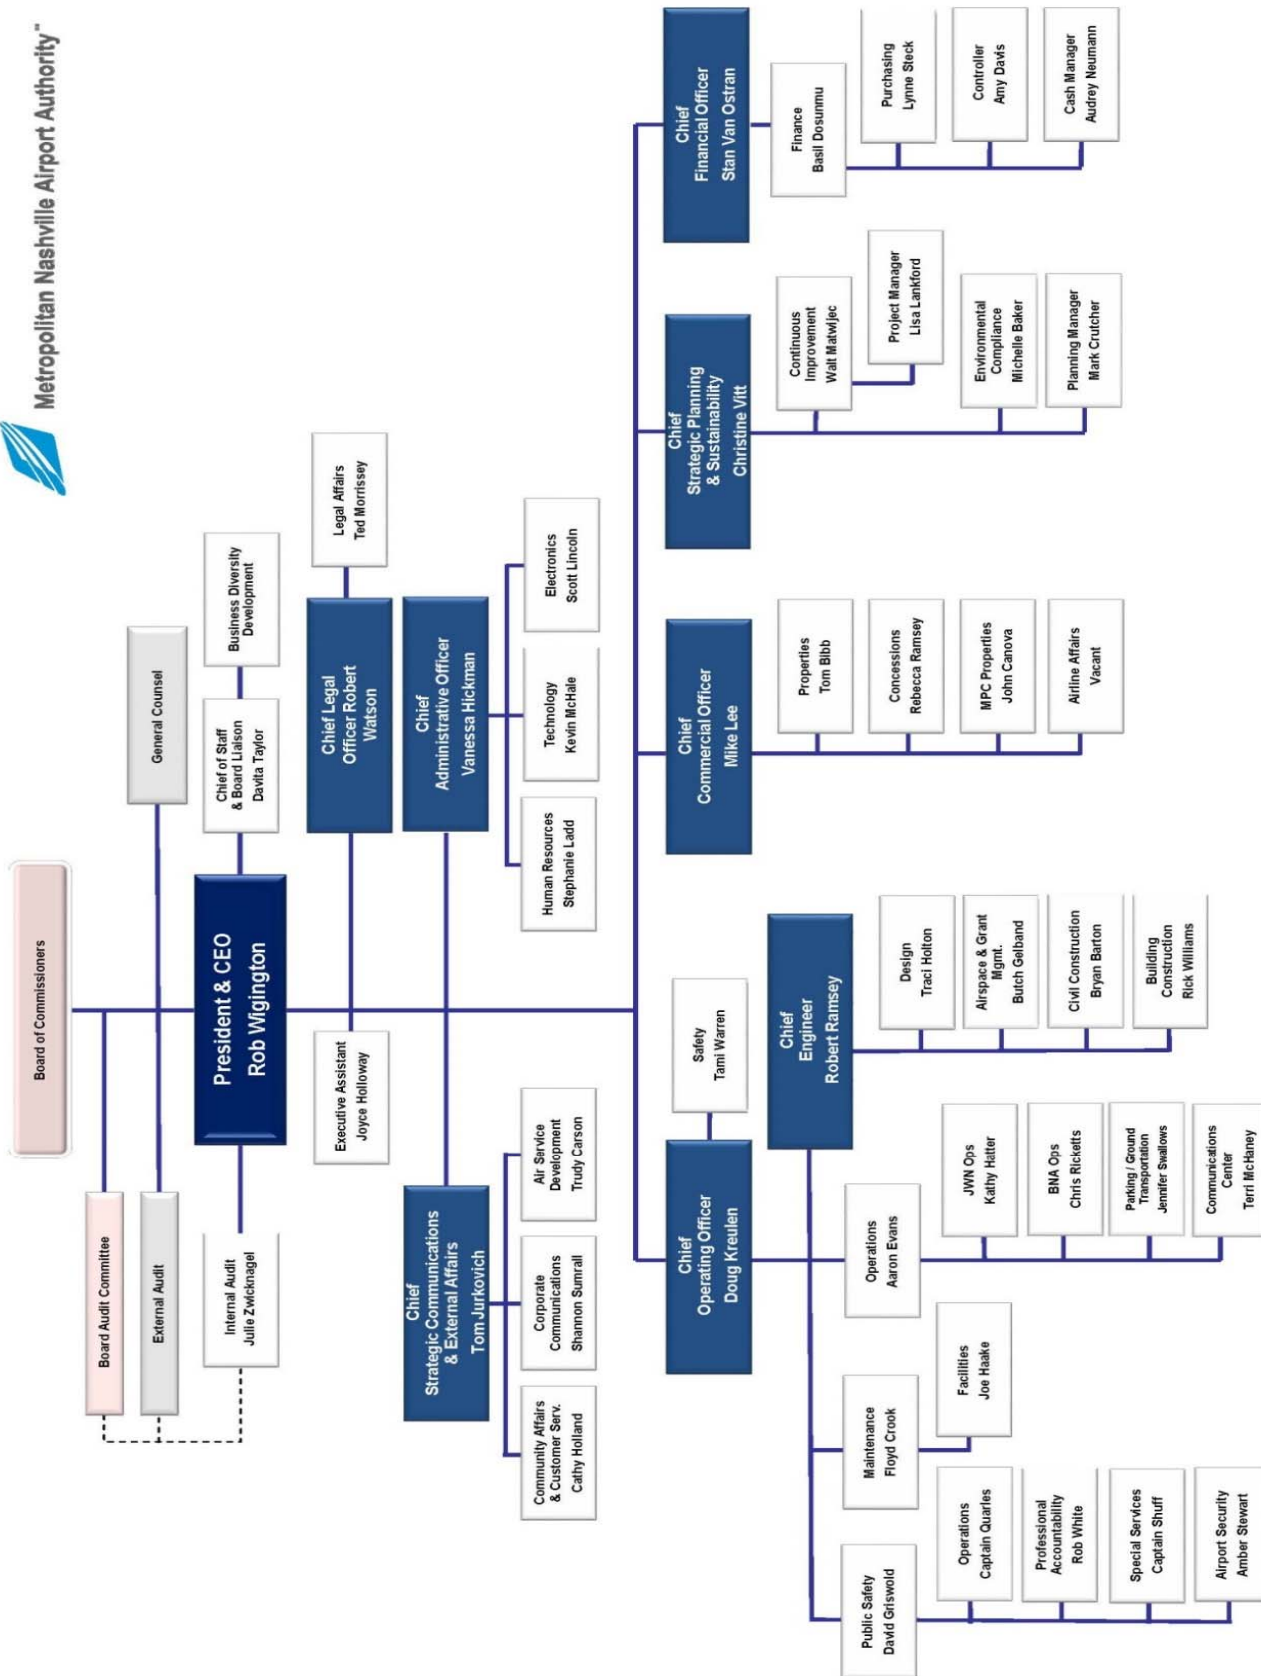 Metropolitan Nashville Airport Authority™
Board of Commissioners
Board Audit Committee
External Audit
General Counsel
Internal Audit
Julie Zwicknagel
President & CEO
Rob Wigington
Chief of Staff
& Board Liaison
Davita Taylor
Business Diversity
Development
Executive Assistant
Joyce Holloway
Chief Legal
Officer Robert
Watson
Legal Affairs
Ted Morrissey
Chief
Strategic Communications
& External Affairs
Tom Jurkovich
Chief
Administrative Officer
Vanessa Hickman
Community Affairs
& Customer Serv.
Cathy Holland
Corporate
Communications
Shannon Sumrall
Air Service
Development
Trudy Carson
Human Resources
Stephanie Ladd
Technology
Kevin McHale
Electronics
Scott Lincoln
Chief
Operating Officer
Doug Kreulen
Safety
Tami Warren
Chief
Commercial Officer
Mike Lee
Chief
Strategic Planning
& Sustainability
Christine Vitt
Chief
Financial Officer
Stan Van Ostran
Public Safety
David Griswold
Operations
Captain Quarles
Professional
Accountability
Rob White
Special Services
Captain Shuff
Airport Security
Amber Stewart
Maintenance
Floyd Crook
Facilities
Joe Haake
Operations
Aaron Evans
JWN Ops
Kathy Hatter
BNA Ops
Chris Ricketts
Parking / Ground
Transportation
Jennifer Swallows
Communications
Center
Terri McHaney
Chief
Engineer
Robert Ramsey
Design
Traci Holton
Airspace & Grant
Mgmt.
Butch Gelband
Civil Construction
Bryan Barton
Building
Construction
Rick Williams
Properties
Tom Bibb
Concessions
Rebecca Ramsey
MPC Properties
John Canova
Airline Affairs
Vacant
Continuous
Improvement
Walt Matwijec
Project Manager
Lisa Lankford
Environmental
Compliance
Michelle Baker
Planning Manager
Mark Crutcher
Finance
Basil Dosunmu
Purchasing
Lynne Steck
Controller
Amy Davis
Cash Manager
Audrey Neumann